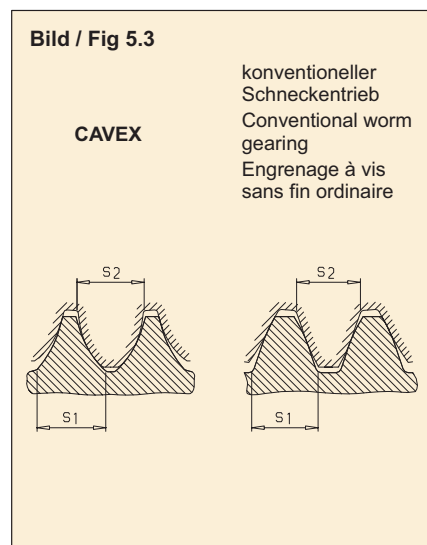 Bild / Fig 5.3
CAVEX
konventioneller
Schneckentrieb
Conventional worm
gearing
Engrenage à vis
sans fin ordinaire
S2
S2
S1
S1